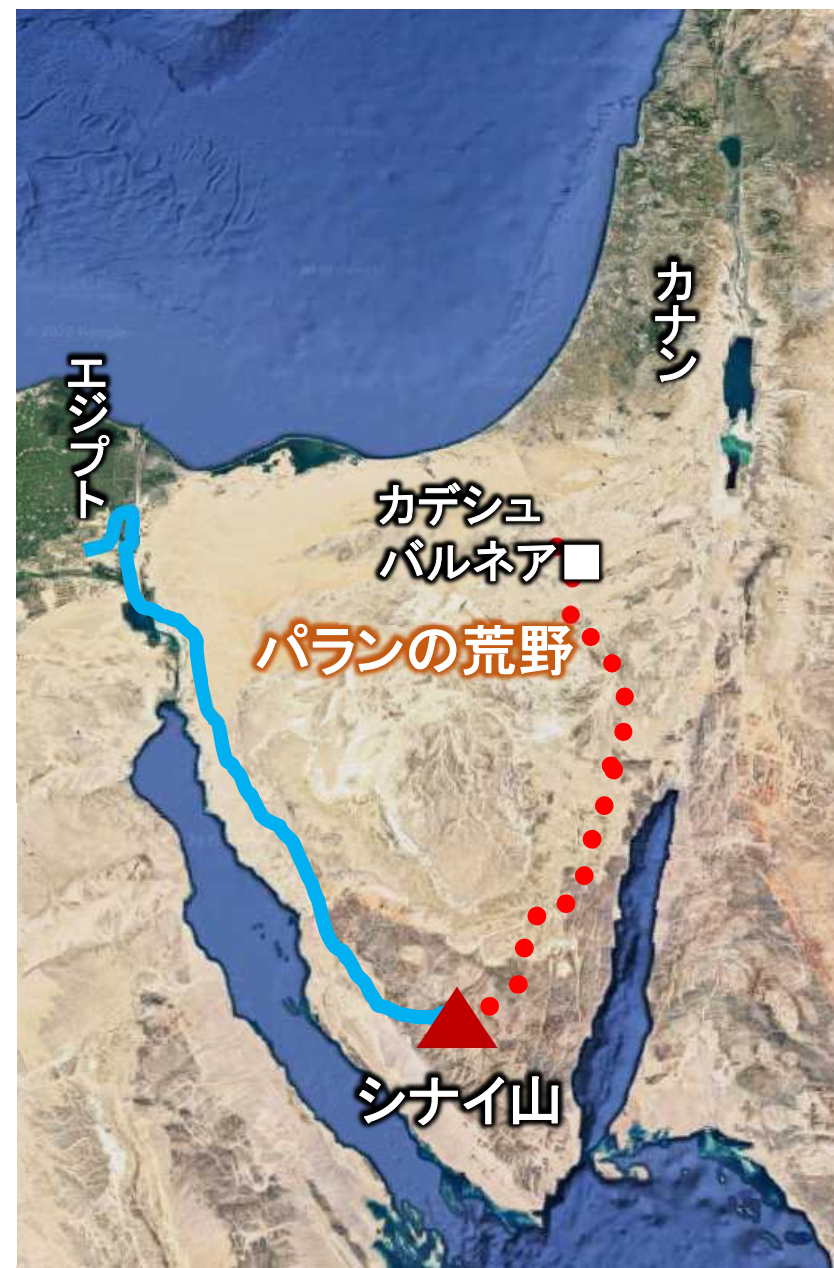 カナン
エジプト
カデシュ
バルネア
パランの荒野
シナイ山